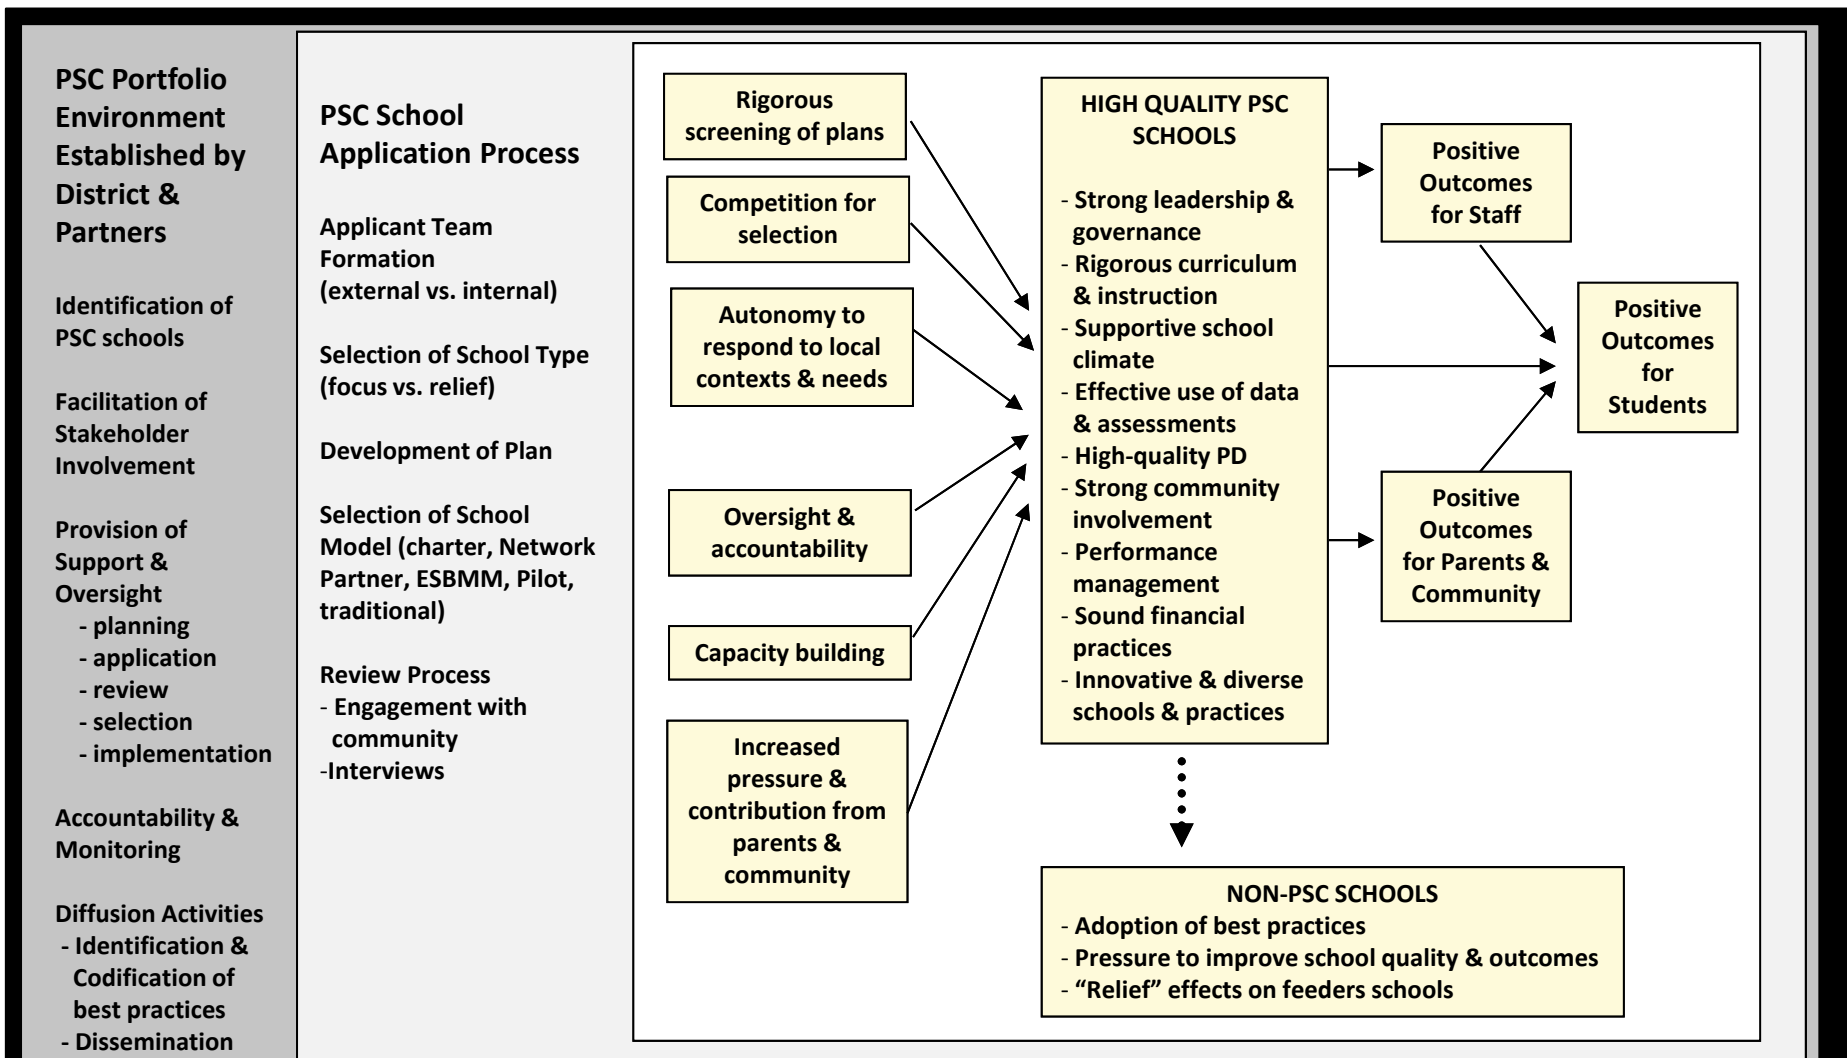 PSC Portfolio
Environment
Established by
District &
Partners
Identification of
PSC schools
Facilitation of
Stakeholder
Involvement
Provision of
Support &
Oversight
- planning
- application
- review
- selection
- implementation
Accountability &
Monitoring
Diffusion Activities
- Identification &
Codification of
best practices
- Dissemination
PSC School
Application Process
Applicant Team
Formation
(external vs. internal)
Selection of School Type
(focus vs. relief)
Development of Plan
Selection of School
Model (charter, Network
Partner, ESBMM, Pilot,
traditional)
Review Process
- Engagement with
community
-Interviews
Rigorous
screening of plans
Competition for
selection
Autonomy to
respond to local
contexts & needs
Oversight &
accountability
Capacity building
Increased
pressure &
contribution from
parents &
community
HIGH QUALITY PSC
SCHOOLS
- Strong leadership &
governance
- Rigorous curriculum
& instruction
- Supportive school
climate
- Effective use of data
& assessments
- High-quality PD
- Strong community
involvement
- Performance
management
- Sound financial
practices
- Innovative & diverse
schools & practices
Positive
Outcomes
for Staff
Positive
Outcomes
for
Students
Positive
Outcomes
for Parents &
Community
NON-PSC SCHOOLS
- Adoption of best practices
- Pressure to improve school quality & outcomes
- “Relief” effects on feeders schools